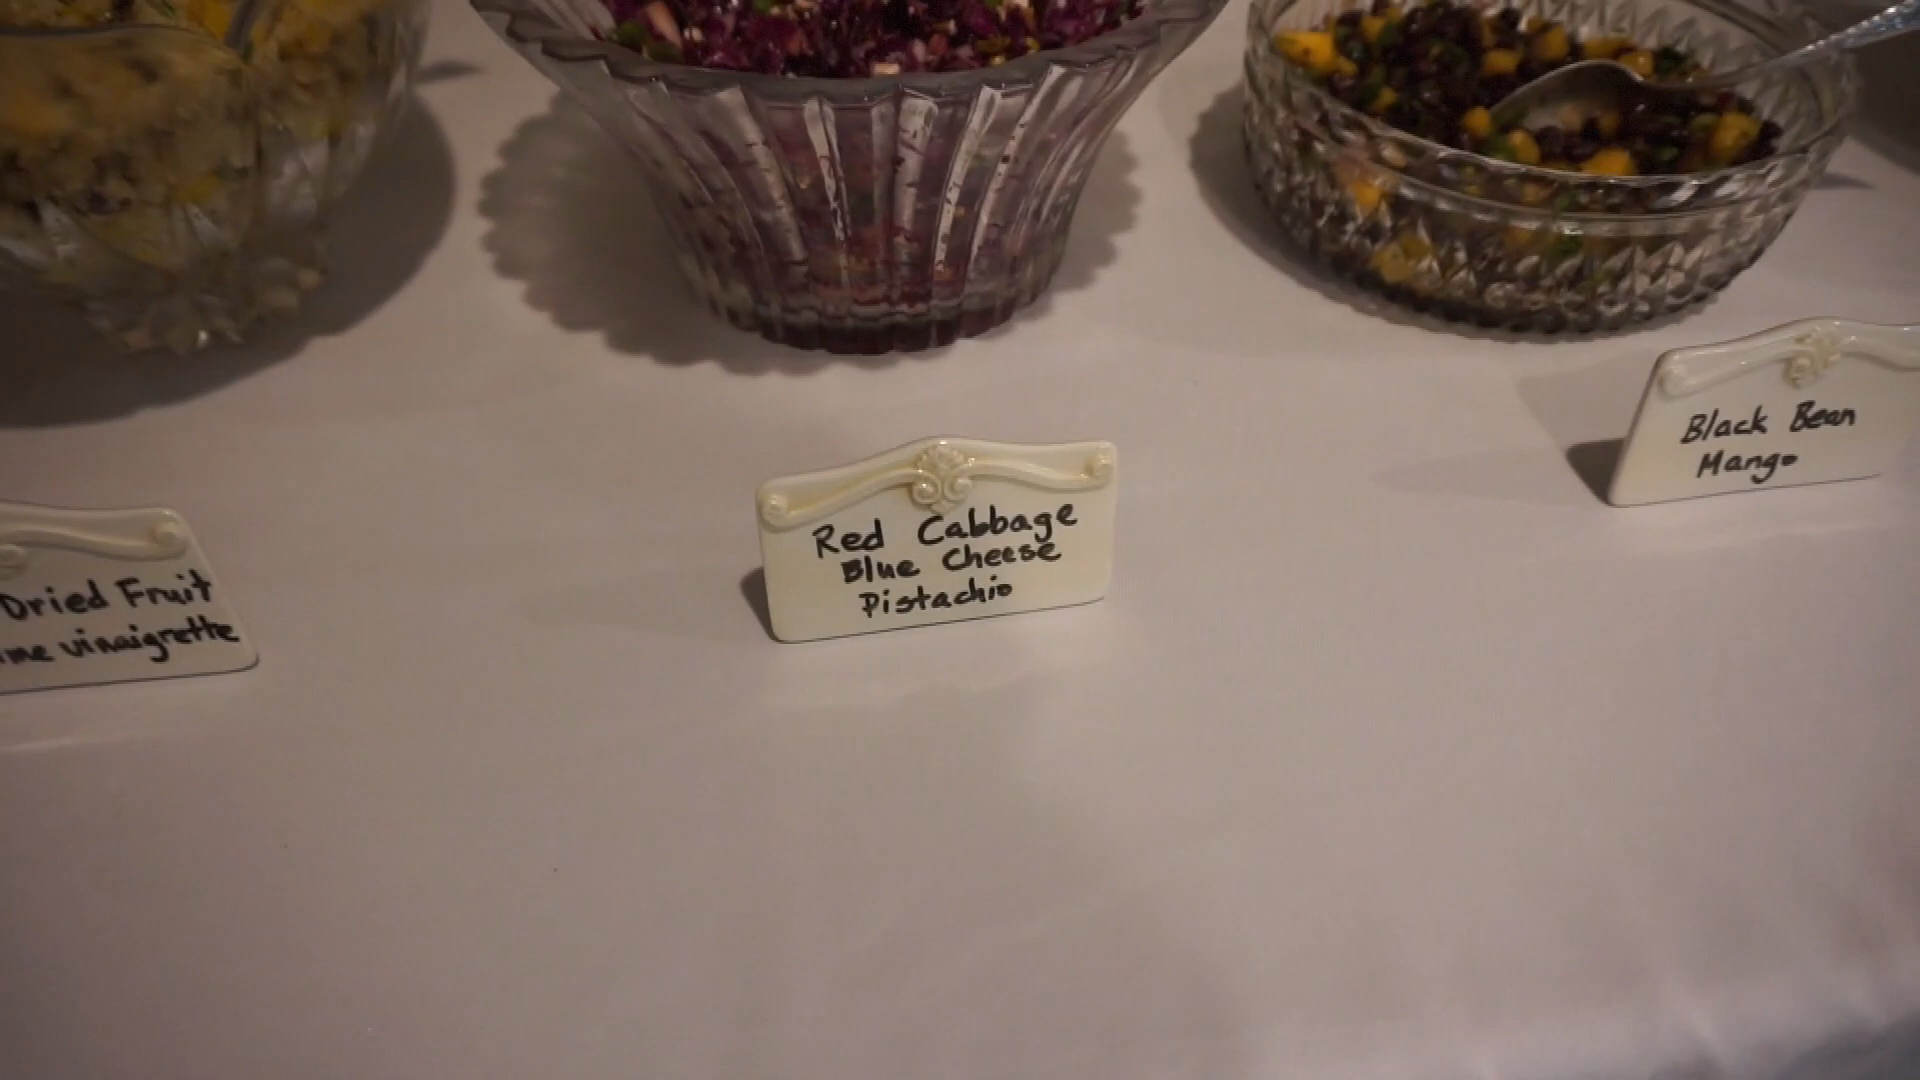 Dried Fruit
vinaigrette
Red Cabbage
Blue Cheese
Pistachio
Black Bean
Mango